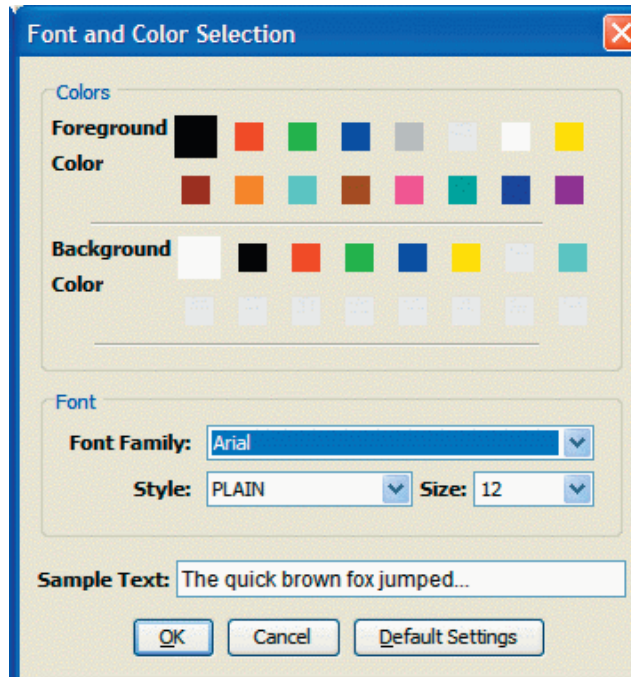 Font and Color Selection
Colors
Foreground
Color
Background
Color
Font
Font Family: Arial
Style: PLAIN Size: 12
Sample Text: The quick brown fox jumped...
OK Cancel Default Settings